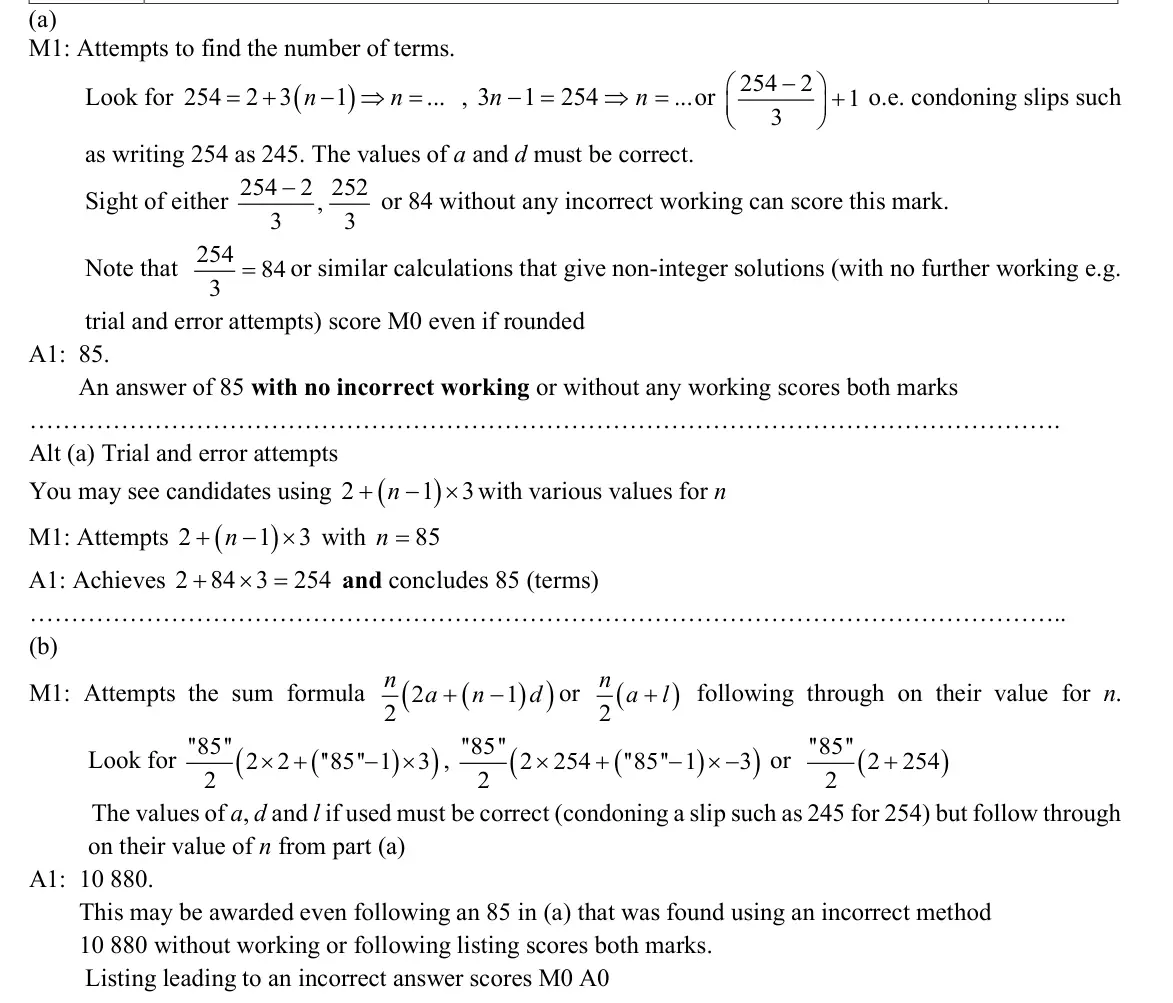 (a)
M1: Attempts to find the number of terms.
Look for 254 = 2 + 3(n − 1) ⇒ n = ... , 3n − 1 = 254 ⇒ n = ... or ((254 − 2)/3) + 1 o.e. condoning slips such
as writing 254 as 245. The values of a and d must be correct.
Sight of either (254 − 2)/3, 252/3 or 84 without any incorrect working can score this mark.
Note that 254/3 = 84 or similar calculations that give non-integer solutions (with no further working e.g.
trial and error attempts) score M0 even if rounded
A1: 85.
An answer of 85 with no incorrect working or without any working scores both marks
………………………………………………………………………………………………………………….
Alt (a) Trial and error attempts
You may see candidates using 2 + (n − 1) × 3 with various values for n
M1: Attempts 2 + (n − 1) × 3 with n = 85
A1: Achieves 2 + 84 × 3 = 254 and concludes 85 (terms)
…………………………………………………………………………………………………………………..
(b)
M1: Attempts the sum formula n/2(2a + (n − 1)d) or n/2(a + l) following through on their value for n.
Look for "85"/2(2 × 2 + ("85"−1) × 3), "85"/2(2 × 254 + ("85"−1) × −3) or "85"/2(2 + 254)
The values of a, d and l if used must be correct (condoning a slip such as 245 for 254) but follow through
on their value of n from part (a)
A1: 10 880.
This may be awarded even following an 85 in (a) that was found using an incorrect method
10 880 without working or following listing scores both marks.
Listing leading to an incorrect answer scores M0 A0